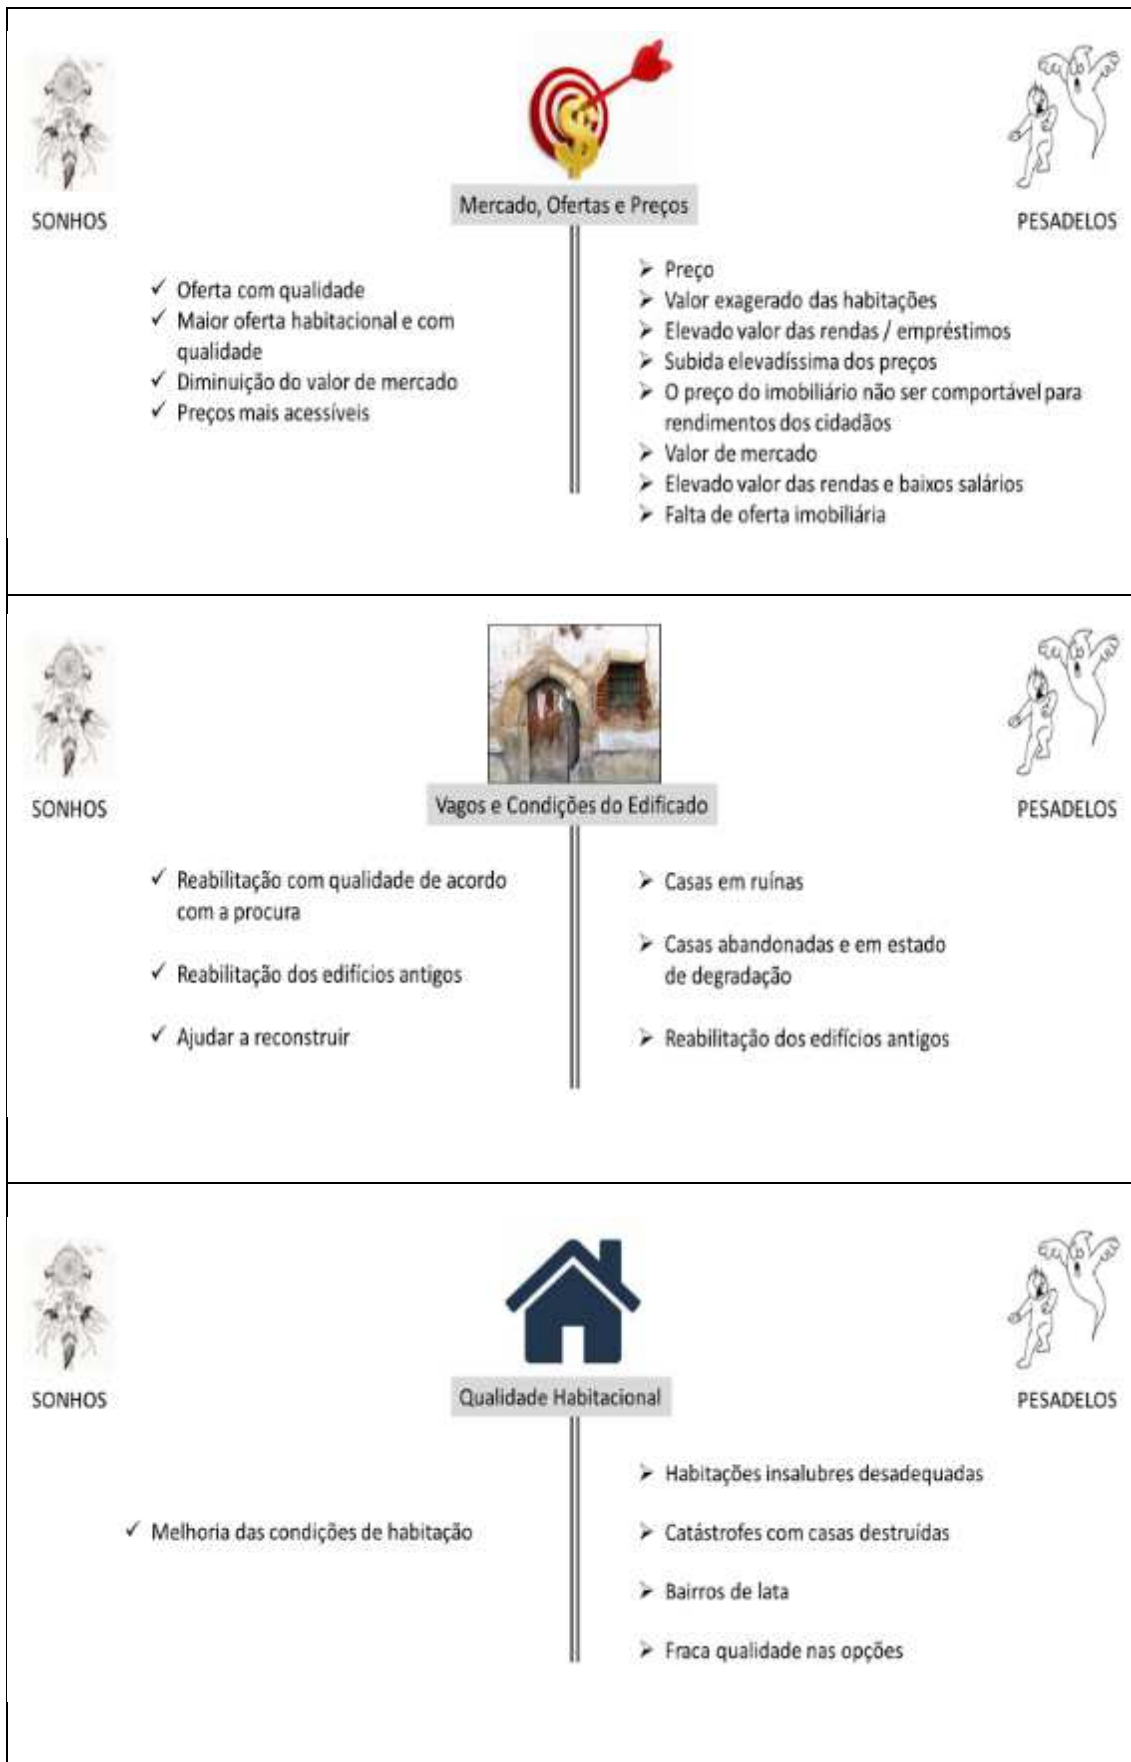 SONHOS
Mercado, Ofertas e Preços
PESADELOS
✓ Oferta com qualidade
✓ Maior oferta habitacional e com
qualidade
✓ Diminuição do valor de mercado
✓ Preços mais acessíveis
➢ Preço
➢ Valor exagerado das habitações
➢ Elevado valor das rendas / empréstimos
➢ Subida elevadíssima dos preços
➢ O preço do imobiliário não ser comportável para
rendimentos dos cidadãos
➢ Valor de mercado
➢ Elevado valor das rendas e baixos salários
➢ Falta de oferta imobiliária
SONHOS
Vagos e Condições do Edificado
PESADELOS
✓ Reabilitação com qualidade de acordo
com a procura
✓ Reabilitação dos edifícios antigos
✓ Ajudar a reconstruir
➢ Casas em ruínas
➢ Casas abandonadas e em estado
de degradação
➢ Reabilitação dos edifícios antigos
SONHOS
Qualidade Habitacional
PESADELOS
✓ Melhoria das condições de habitação
➢ Habitações insalubres desadequadas
➢ Catástrofes com casas destruídas
➢ Bairros de lata
➢ Fraca qualidade nas opções